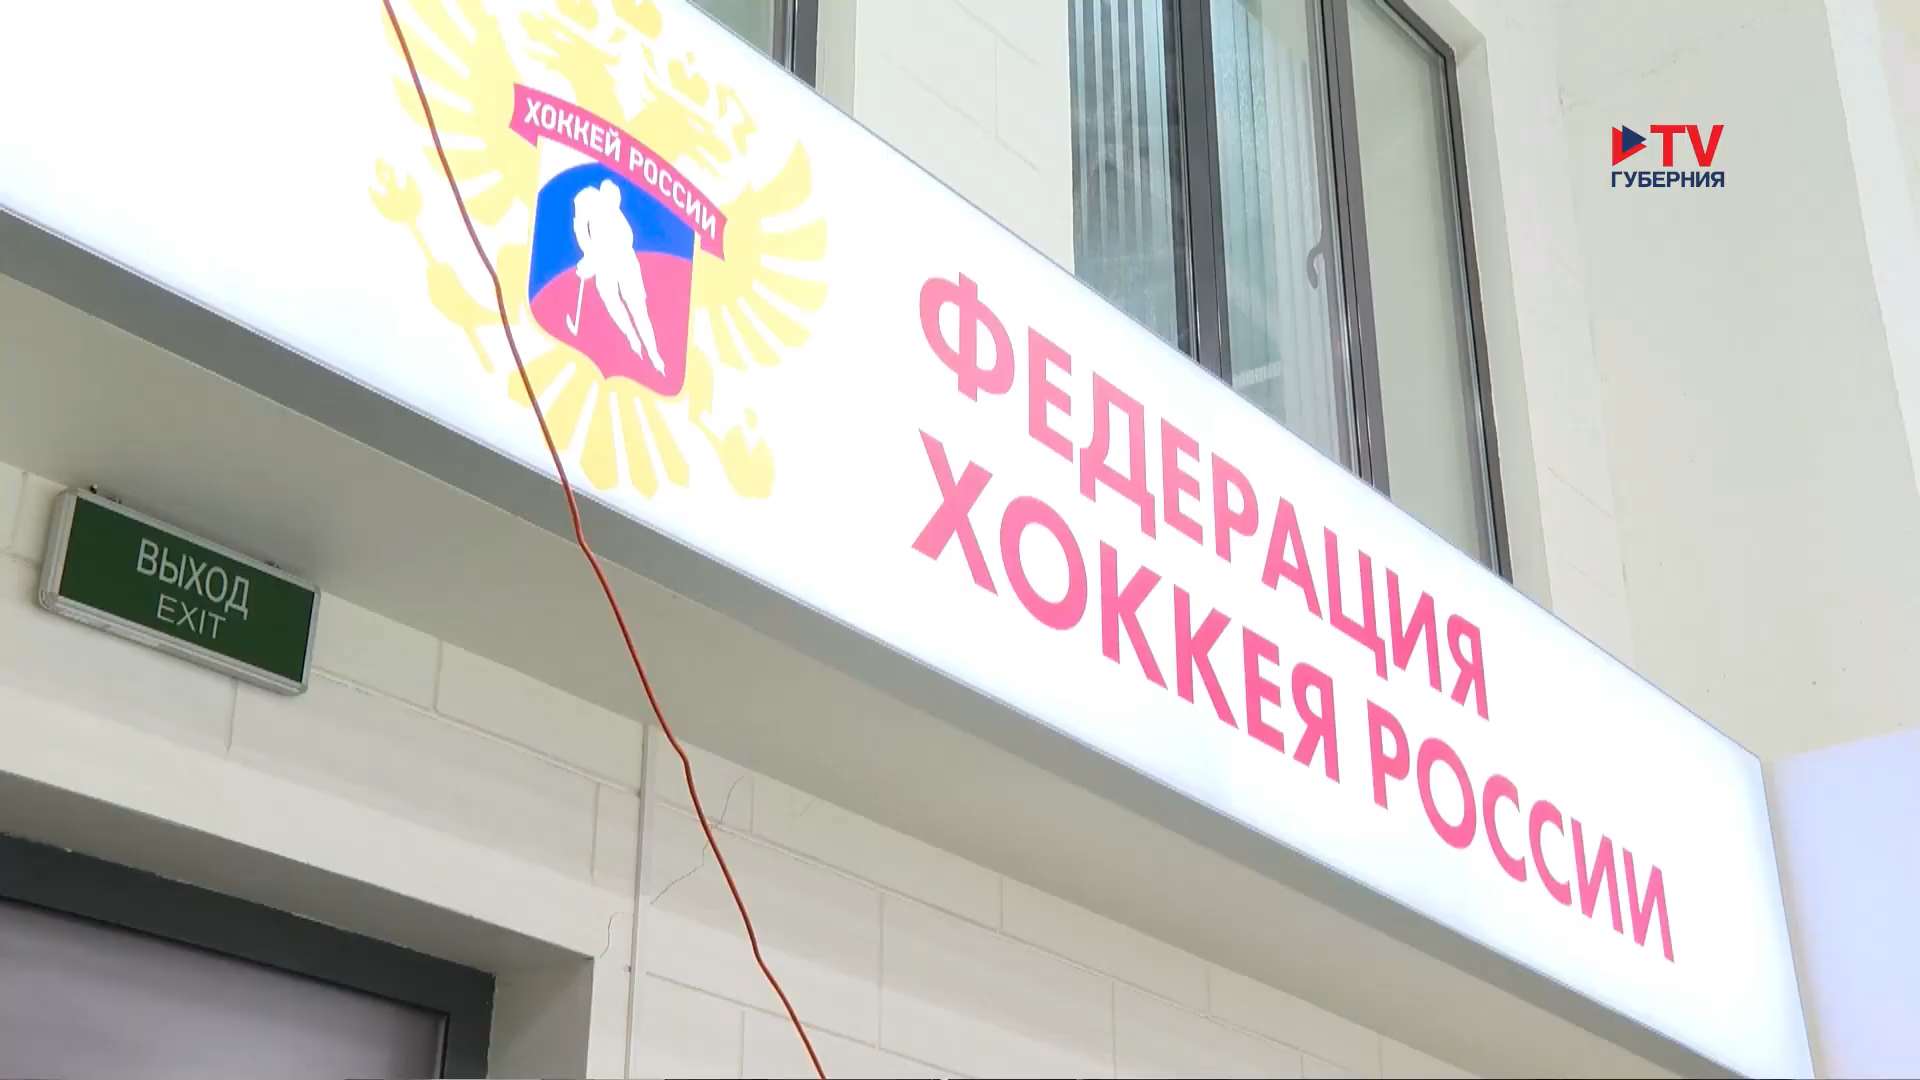 ХОККЕЙ РОССИИ
ФЕДЕРАЦИЯ
ХОККЕЯ РОССИИ
TV
ГУБЕРНИЯ
ВЫХОД
EXIT